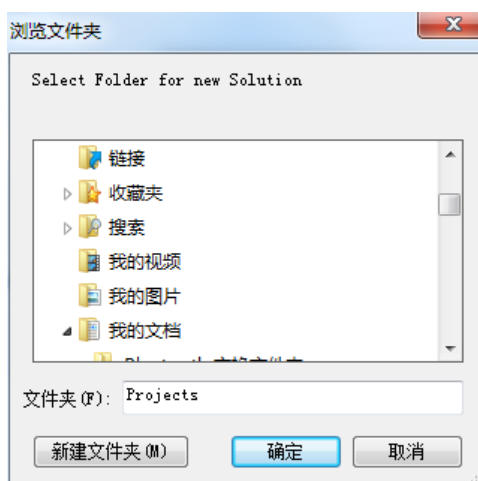 浏览文件夹
Select Folder for new Solution
链接
收藏夹
搜索
我的视频
我的图片
我的文档
文件夹(F): Projects
新建文件夹(M) 确定 取消